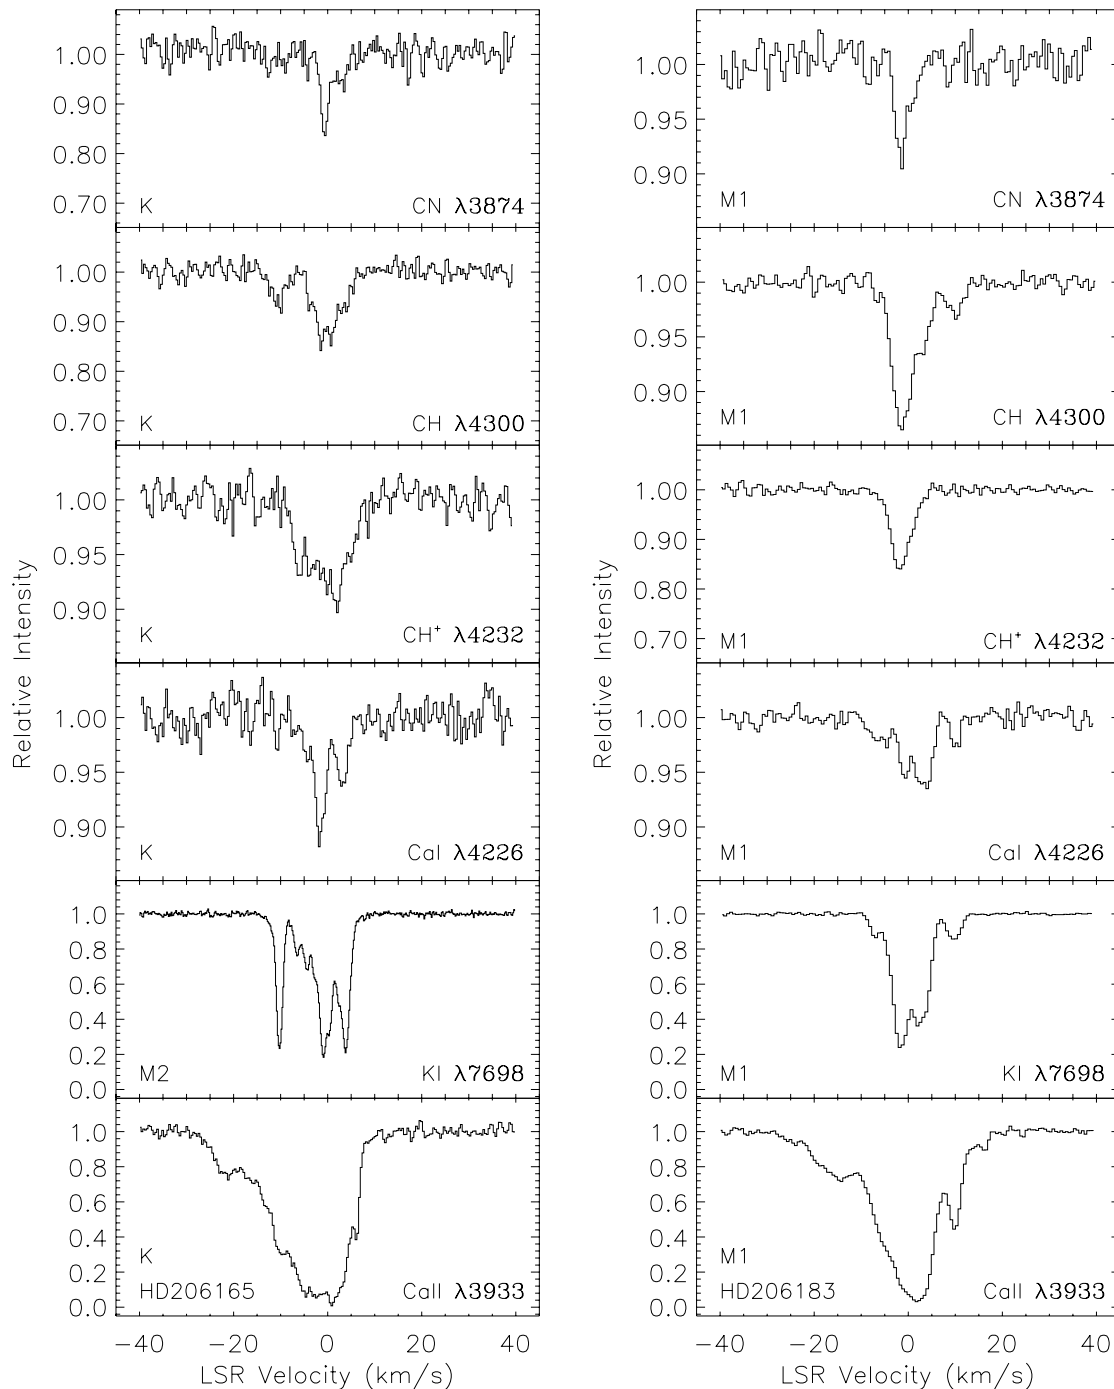 1.00
0.90
0.80
0.70
K CN λ3874
1.00
0.90
0.80
0.70
K CH λ4300
1.00
0.95
0.90
K CH⁺ λ4232
1.00
0.95
0.90
K CaI λ4226
1.0
0.8
0.6
0.4
0.2
0.0
M2 KI λ7698
1.0
0.8
0.6
0.4
0.2
0.0
K
HD206165 CaII λ3933
−40 −20 0 20 40
LSR Velocity (km/s)
Relative Intensity
1.00
0.95
0.90
M1 CN λ3874
1.00
0.95
0.90
M1 CH λ4300
1.00
0.90
0.80
0.70
M1 CH⁺ λ4232
1.00
0.95
0.90
M1 CaI λ4226
1.0
0.8
0.6
0.4
0.2
0.0
M1 KI λ7698
1.0
0.8
0.6
0.4
0.2
0.0
M1
HD206183 CaII λ3933
−40 −20 0 20 40
LSR Velocity (km/s)
Relative Intensity